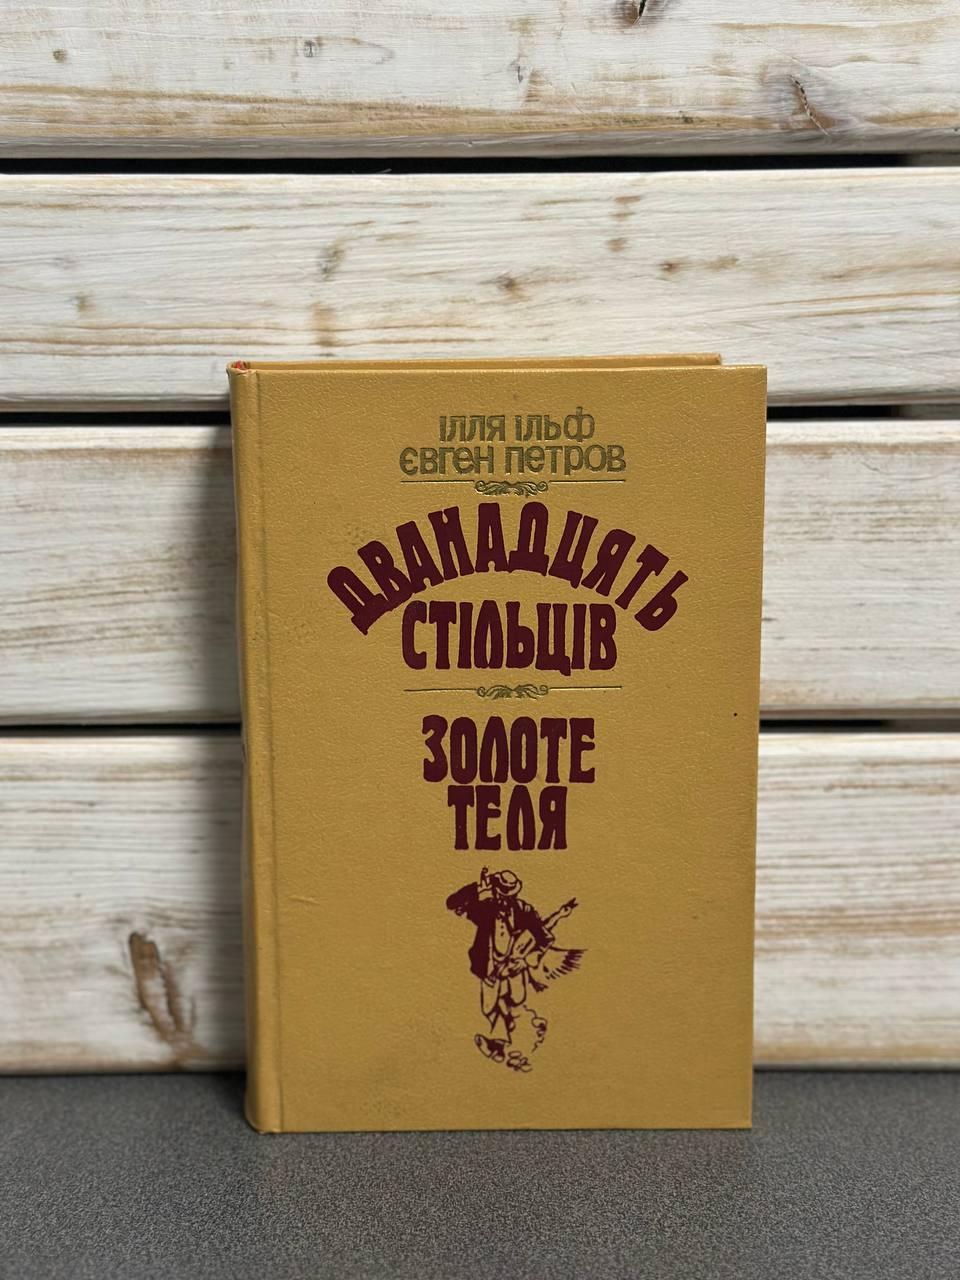 ІЛЛЯ ІЛЬФ
ЄВГЕН ПЕТРОВ
ДВАНАДЦЯТЬ
СТІЛЬЦІВ
ЗОЛОТЕ
ТЕЛЯ